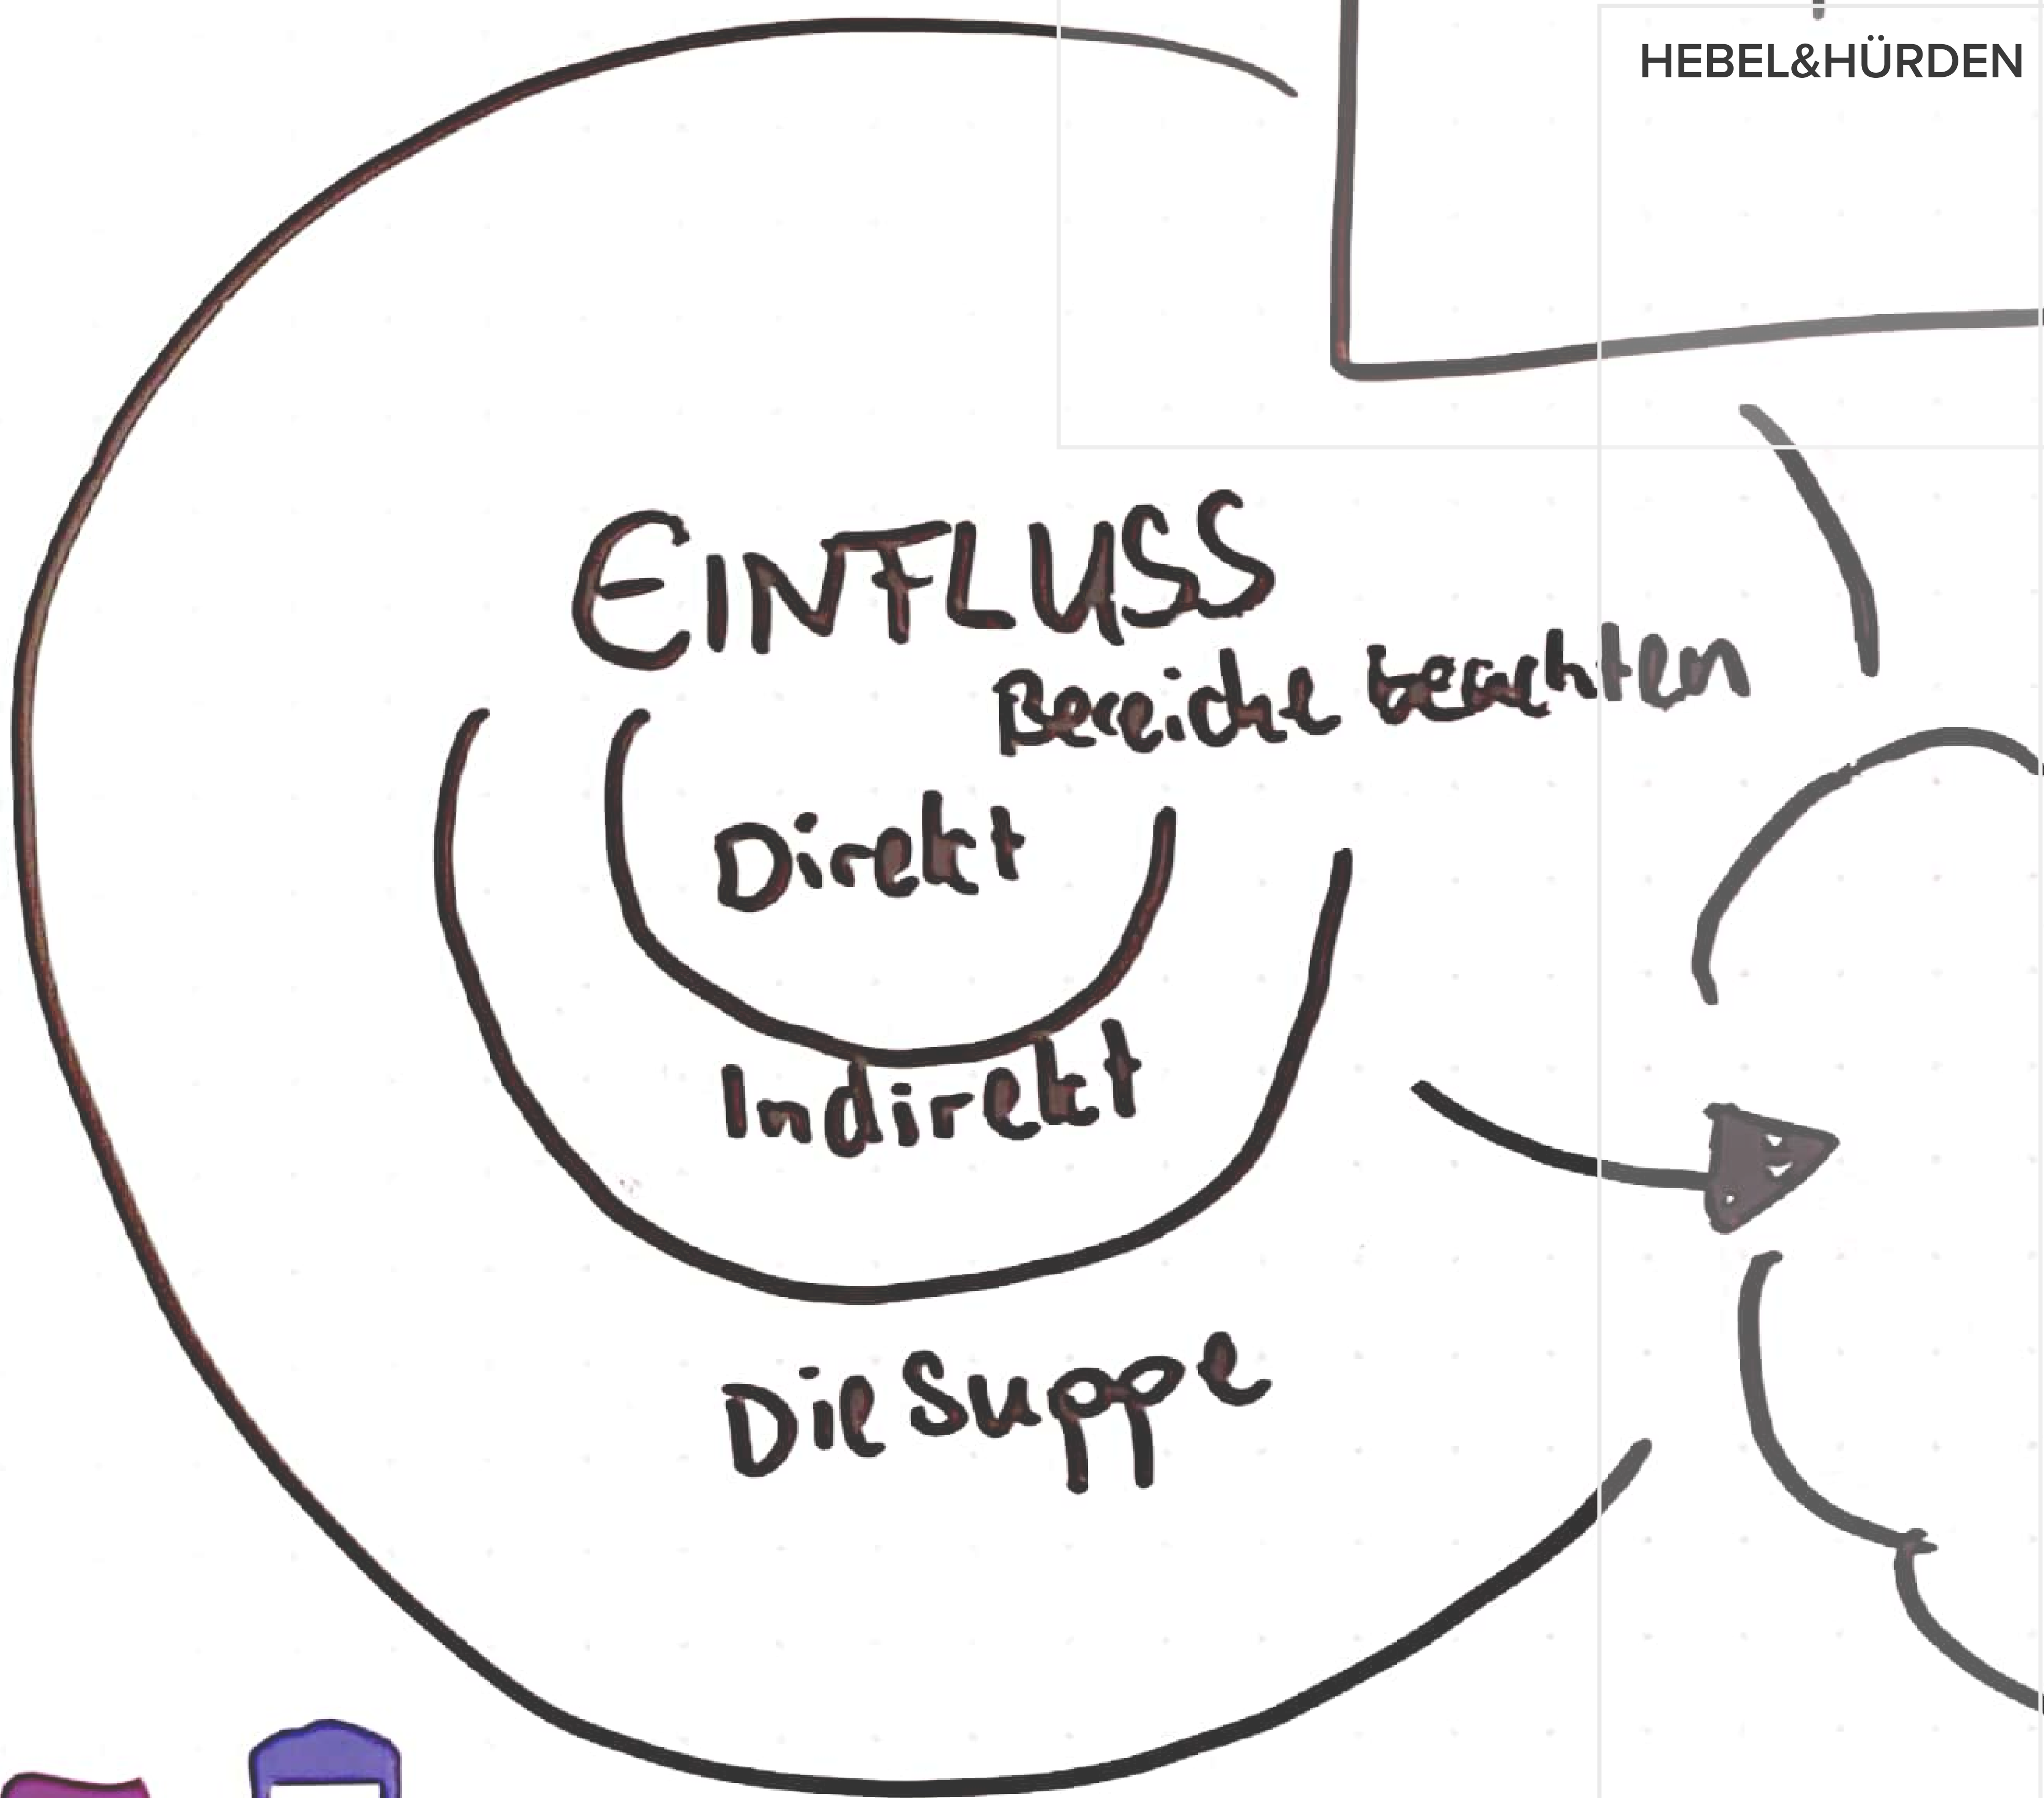 HEBEL&HÜRDEN
EINFLUSS
Bereiche beachten
Direkt
Indirekt
Die Suppe